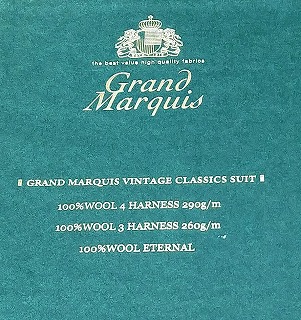 the best value high quality fabrics
Grand
Marquis
GRAND MARQUIS VINTAGE CLASSICS SUIT
100%WOOL 4 HARNESS 290g/m
100%WOOL 3 HARNESS 260g/m
100%WOOL ETERNAL